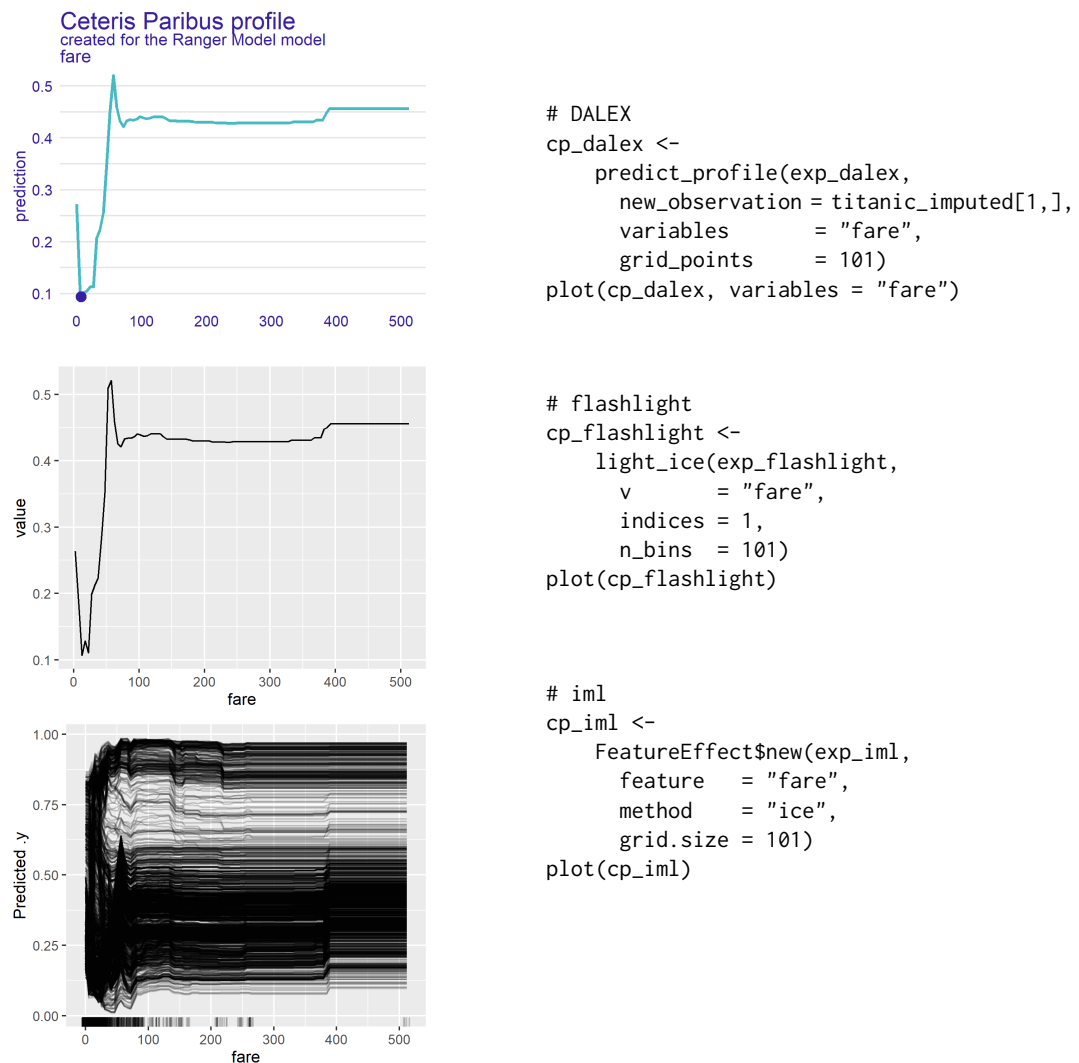 Ceteris Paribus profile
created for the Ranger Model model
fare
0.5
0.4
0.3
0.2
0.1
prediction
0 100 200 300 400 500
# DALEX
cp_dalex <-
predict_profile(exp_dalex,
new_observation = titanic_imputed[1,],
variables = "fare",
grid_points = 101)
plot(cp_dalex, variables = "fare")
0.5
0.4
0.3
0.2
0.1
value
0 100 200 300 400 500
fare
# flashlight
cp_flashlight <-
light_ice(exp_flashlight,
v = "fare",
indices = 1,
n_bins = 101)
plot(cp_flashlight)
1.00
0.75
0.50
0.25
0.00
Predicted .y
0 100 200 300 400 500
fare
# iml
cp_iml <-
FeatureEffect$new(exp_iml,
feature = "fare",
method = "ice",
grid.size = 101)
plot(cp_iml)